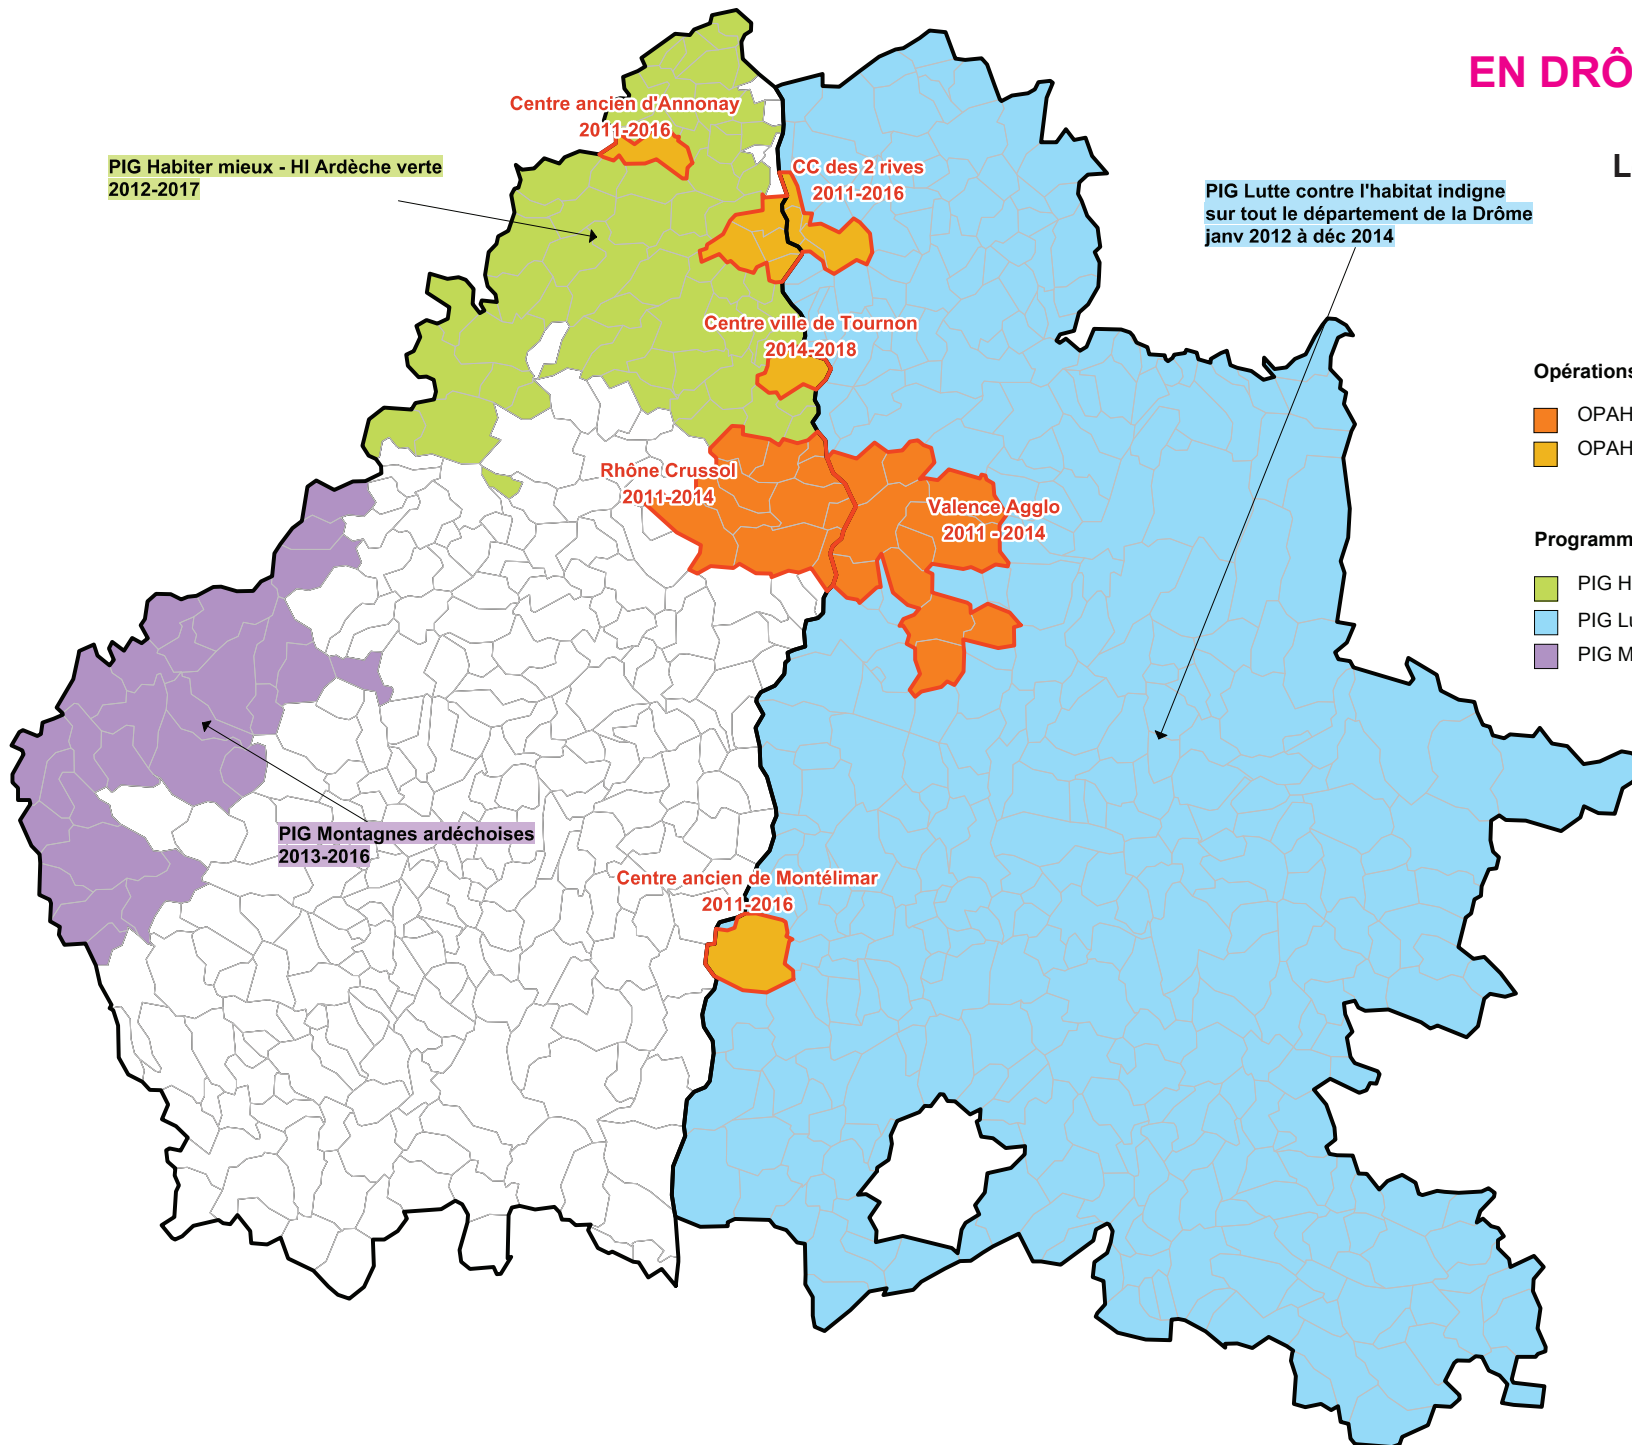 EN DRÔ
L
Centre ancien d'Annonay
2011-2016
PIG Habiter mieux - HI Ardèche verte
2012-2017
CC des 2 rives
2011-2016
PIG Lutte contre l'habitat indigne
sur tout le département de la Drôme
janv 2012 à déc 2014
Centre ville de Tournon
2014-2018
Opérations
OPAH
OPAH
Rhône Crussol
2011-2014
Valence Agglo
2011 - 2014
Programm
PIG H
PIG Lu
PIG M
PIG Montagnes ardéchoises
2013-2016
Centre ancien de Montélimar
2011-2016